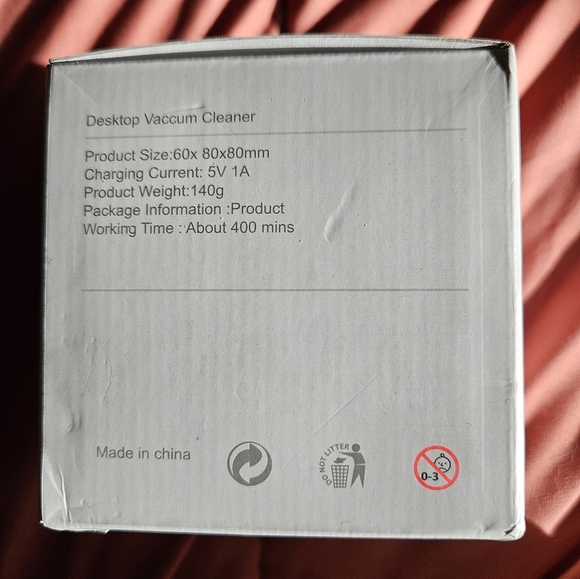 Desktop Vaccum Cleaner
Product Size:60x 80x80mm
Charging Current: 5V 1A
Product Weight:140g
Package Information :Product
Working Time : About 400 mins
Made in china
DO NOT LITTER
0-3